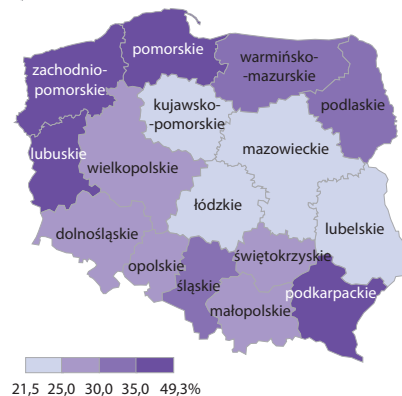 pomorskie
zachodnio-
pomorskie
warmińsko-
-mazurskie
podlaskie
kujawsko-
-pomorskie
mazowieckie
lubuskie
wielkopolskie
łódzkie
lubelskie
dolnośląskie
opolskie
świętokrzyskie
śląskie
podkarpackie
małopolskie
21,5 25,0 30,0 35,0 49,3%